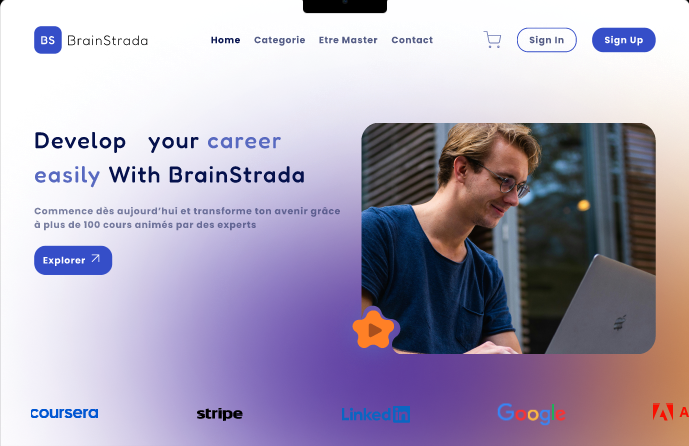 BS BrainStrada Home Categorie Etre Master Contact Sign In Sign Up
Develop your career
easily With BrainStrada
Commence dès aujourd'hui et transforme ton avenir grâce
à plus de 100 cours animés par des experts
Explorer
coursera stripe Linkedin Google A